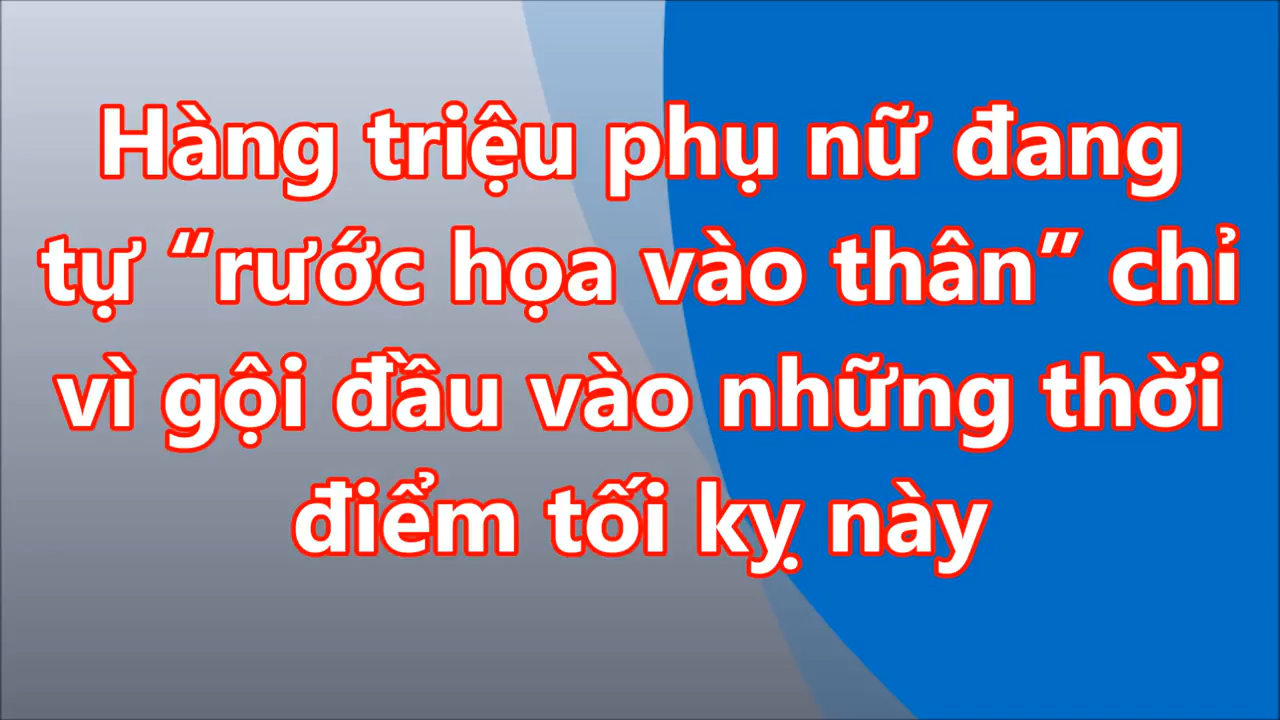 Hàng triệu phụ nữ đang
tự “rước họa vào thân” chỉ
vì gội đầu vào những thời
điểm tối kỵ này